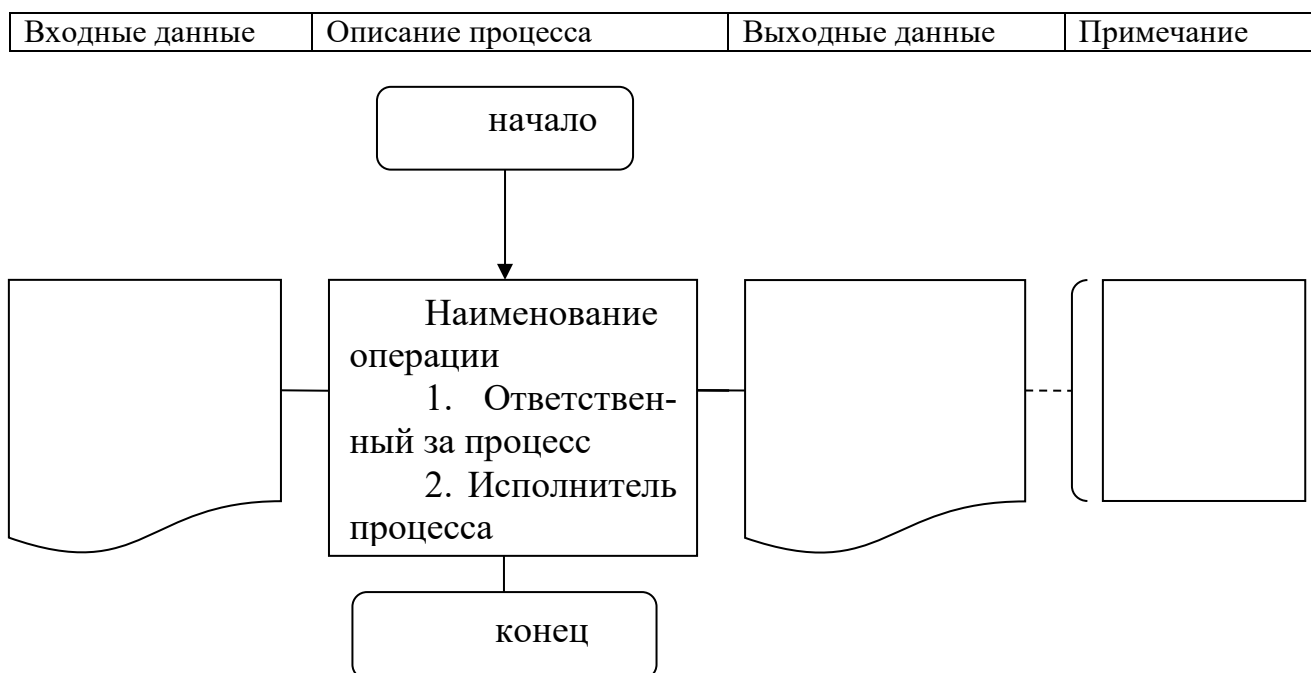 Входные данные Описание процесса Выходные данные Примечание
начало
Наименование
операции
1. Ответствен-
ный за процесс
2. Исполнитель
процесса
конец